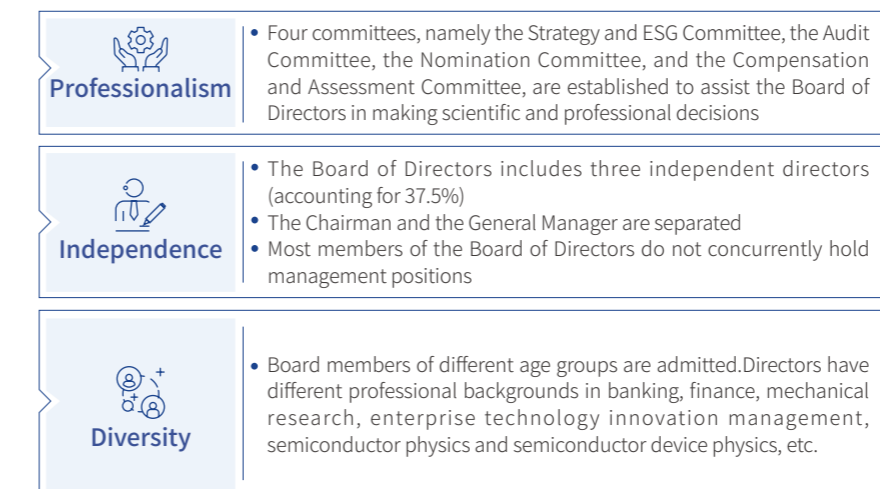 Professionalism
• Four committees, namely the Strategy and ESG Committee, the Audit
Committee, the Nomination Committee, and the Compensation
and Assessment Committee, are established to assist the Board of
Directors in making scientific and professional decisions
Independence
• The Board of Directors includes three independent directors
(accounting for 37.5%)
• The Chairman and the General Manager are separated
• Most members of the Board of Directors do not concurrently hold
management positions
Diversity
• Board members of different age groups are admitted.Directors have
different professional backgrounds in banking, finance, mechanical
research, enterprise technology innovation management,
semiconductor physics and semiconductor device physics, etc.